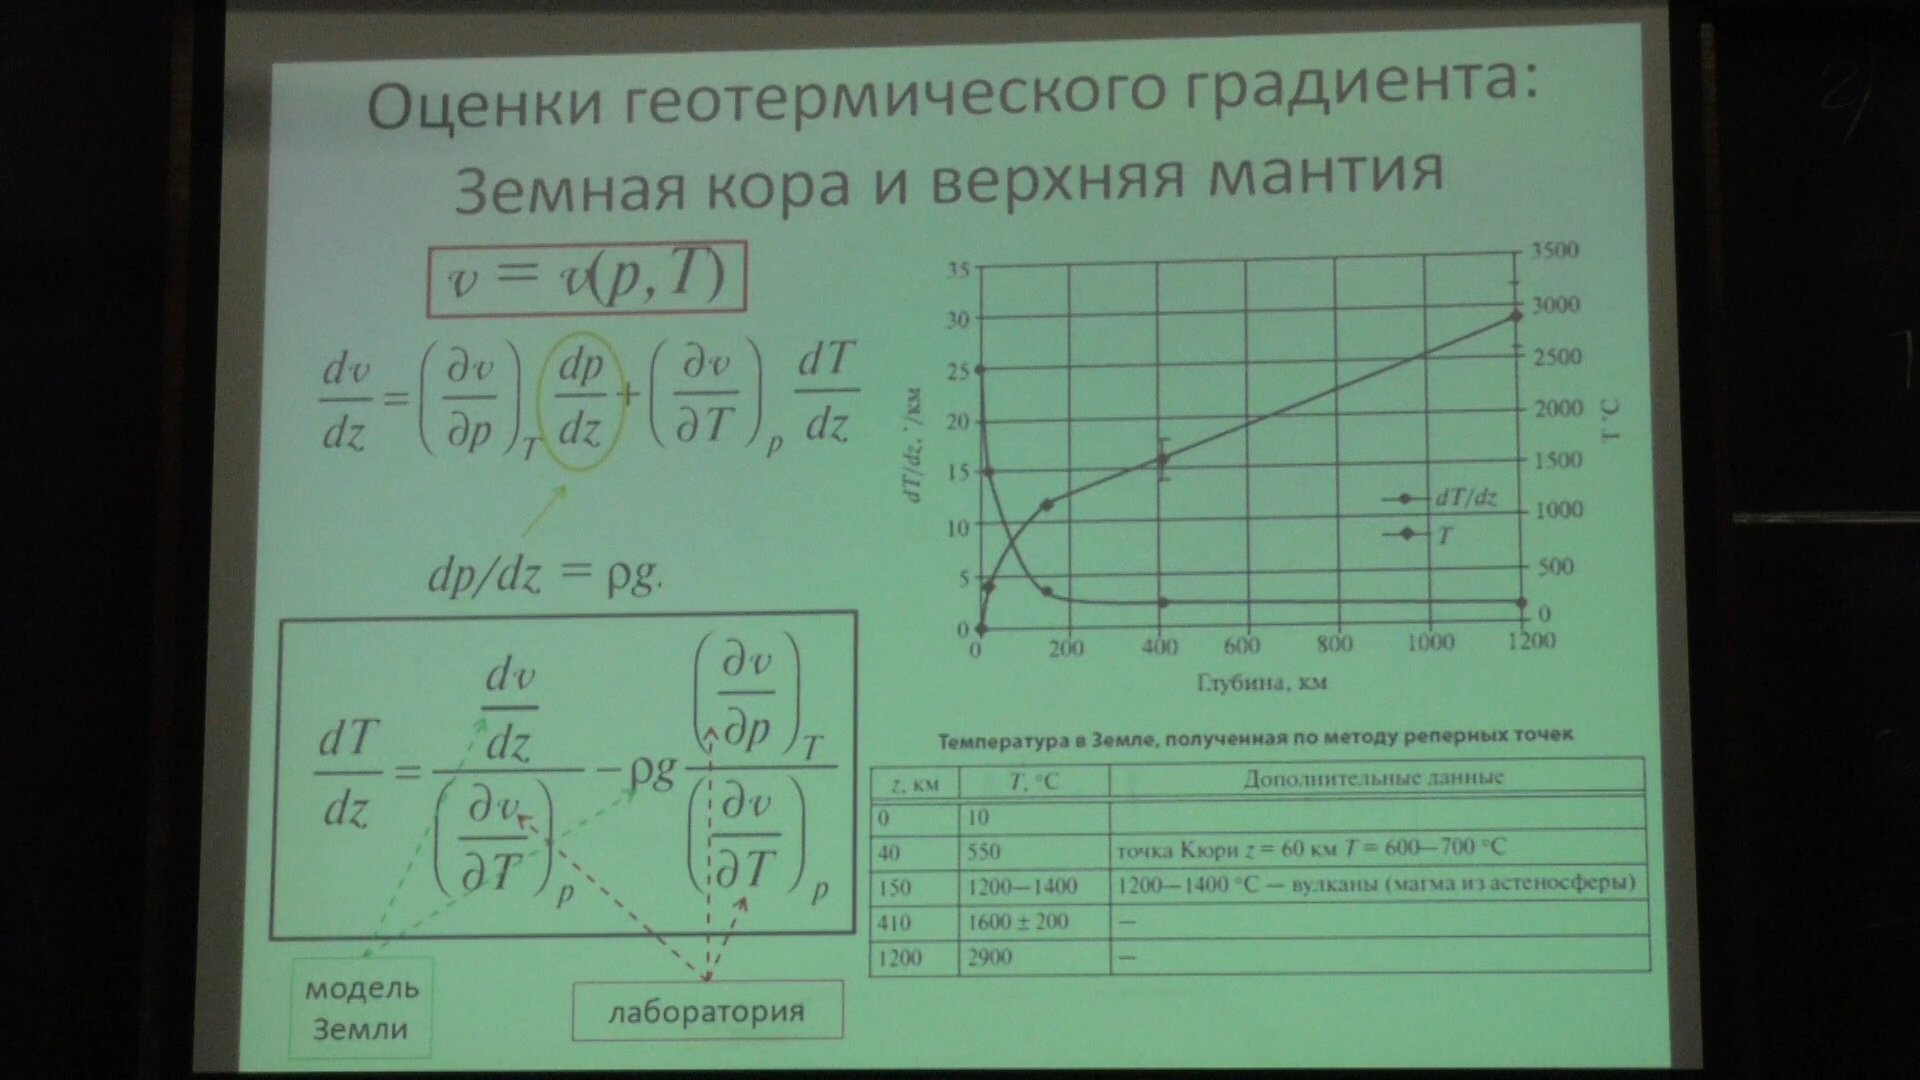 Оценки геотермического градиента:
Земная кора и верхняя мантия
v = v(p, T)
dv/dz = (∂v/∂p)_T dp/dz + (∂v/∂T)_p dT/dz
dp/dz = ρg.
dT/dz = (dv/dz)/(∂v/∂T)_p − ρg (∂v/∂p)_T/(∂v/∂T)_p
модель
Земли
лаборатория
35
30
25
20
15
10
5
0
dT/dz, °/км
3500
3000
2500
2000
1500
1000
500
0
T °C
dT/dz
T
0 200 400 600 800 1000 1200
Глубина, км
Температура в Земле, полученная по методу реперных точек
z, км T, °C Дополнительные данные
0 10
40 550 точка Кюри z = 60 км T = 600—700 °C
150 1200—1400 1200—1400 °C — вулканы (магма из астеносферы)
410 1600 ± 200 —
1200 2900 —